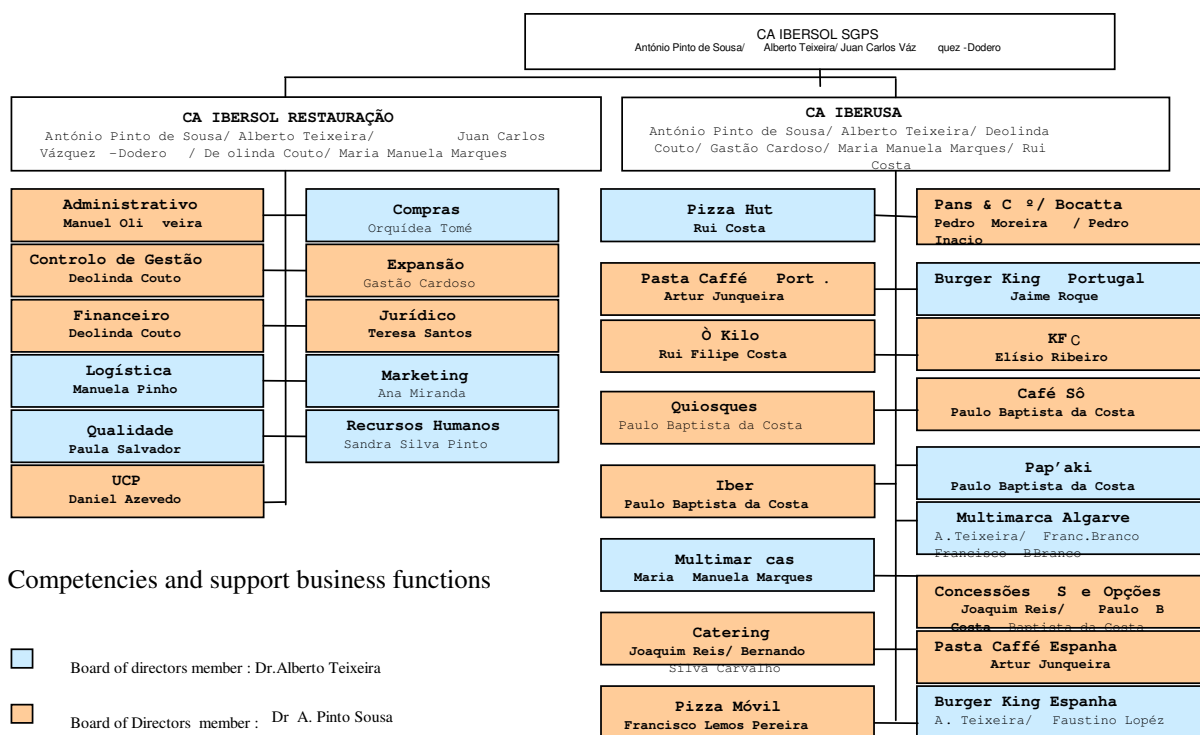 CA IBERSOL SGPS
António Pinto de Sousa/ Alberto Teixeira/ Juan Carlos Váz quez -Dodero
CA IBERSOL RESTAURAÇÃO
António Pinto de Sousa/ Alberto Teixeira/ Juan Carlos
Vázquez -Dodero / De olinda Couto/ Maria Manuela Marques
CA IBERUSA
António Pinto de Sousa/ Alberto Teixeira/ Deolinda
Couto/ Gastão Cardoso/ Maria Manuela Marques/ Rui
Costa
Administrativo
Manuel Oli veira
Compras
Orquídea Tomé
Controlo de Gestão
Deolinda Couto
Expansão
Gastão Cardoso
Financeiro
Deolinda Couto
Jurídico
Teresa Santos
Logística
Manuela Pinho
Marketing
Ana Miranda
Qualidade
Paula Salvador
Recursos Humanos
Sandra Silva Pinto
UCP
Daniel Azevedo
Pizza Hut
Rui Costa
Pans & C º/ Bocatta
Pedro Moreira / Pedro
Inacio
Pasta Caffé Port .
Artur Junqueira
Burger King Portugal
Jaime Roque
Ò Kilo
Rui Filipe Costa
KF C
Elísio Ribeiro
Quiosques
Paulo Baptista da Costa
Café Sô
Paulo Baptista da Costa
Iber
Paulo Baptista da Costa
Pap’aki
Paulo Baptista da Costa
Multimarca Algarve
A.Teixeira/ Franc.Branco
Francisco BBranco
Multimar cas
Maria Manuela Marques
Concessões S e Opções
Joaquim Reis/ Paulo B
Costa Baptista da Costa
Catering
Joaquim Reis/ Bernando
Silva Carvalho
Pasta Caffé Espanha
Artur Junqueira
Pizza Móvil
Francisco Lemos Pereira
Burger King Espanha
A. Teixeira/ Faustino Lopéz
Competencies and support business functions
Board of directors member : Dr.Alberto Teixeira
Board of Directors member : Dr A. Pinto Sousa